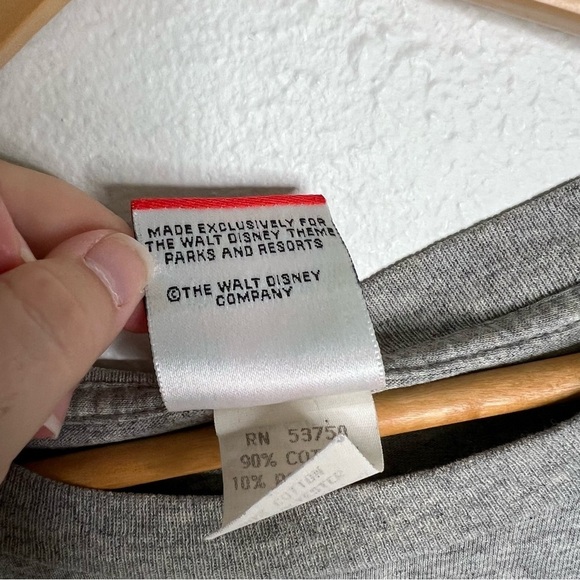 MADE EXCLUSIVELY FOR
THE WALT DISNEY THEME
PARKS AND RESORTS
©THE WALT DISNEY
COMPANY
RN 53750
90% COT
10%
COTTON